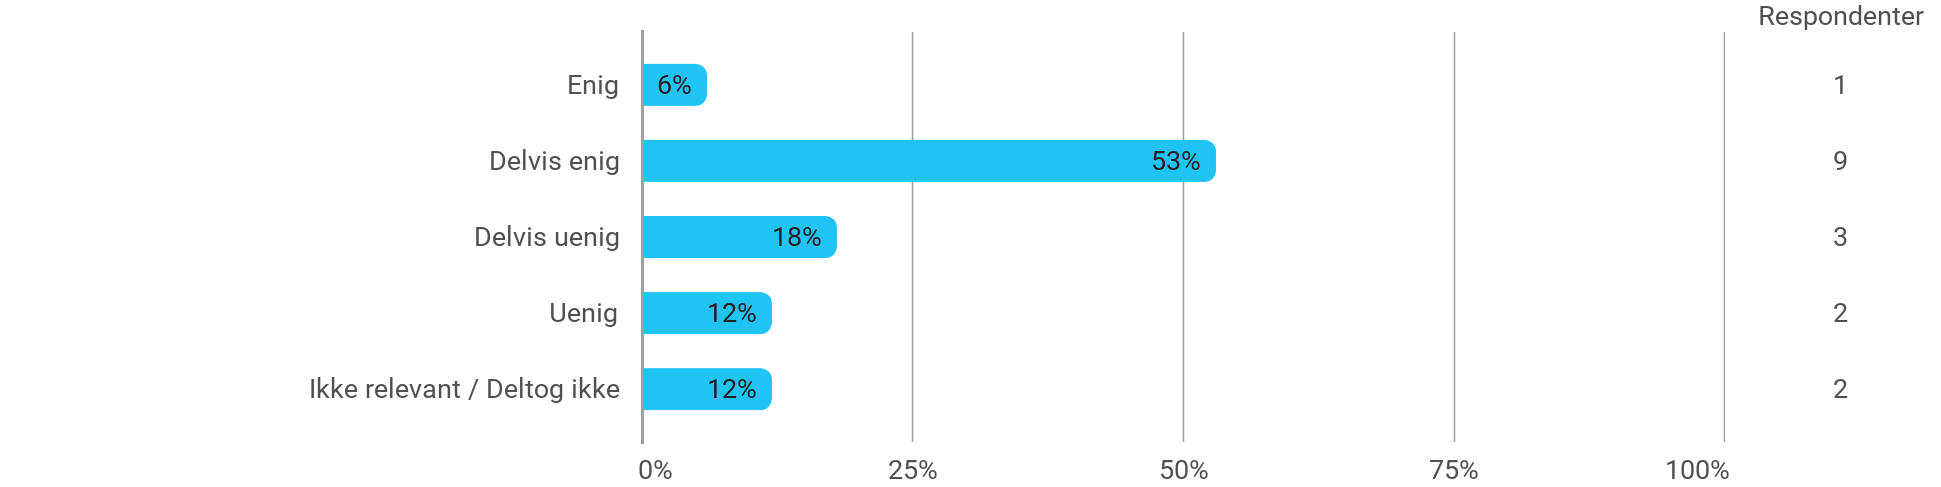 Respondenter
Enig 6% 1
Delvis enig 53% 9
Delvis uenig 18% 3
Uenig 12% 2
Ikke relevant / Deltog ikke 12% 2
0% 25% 50% 75% 100%